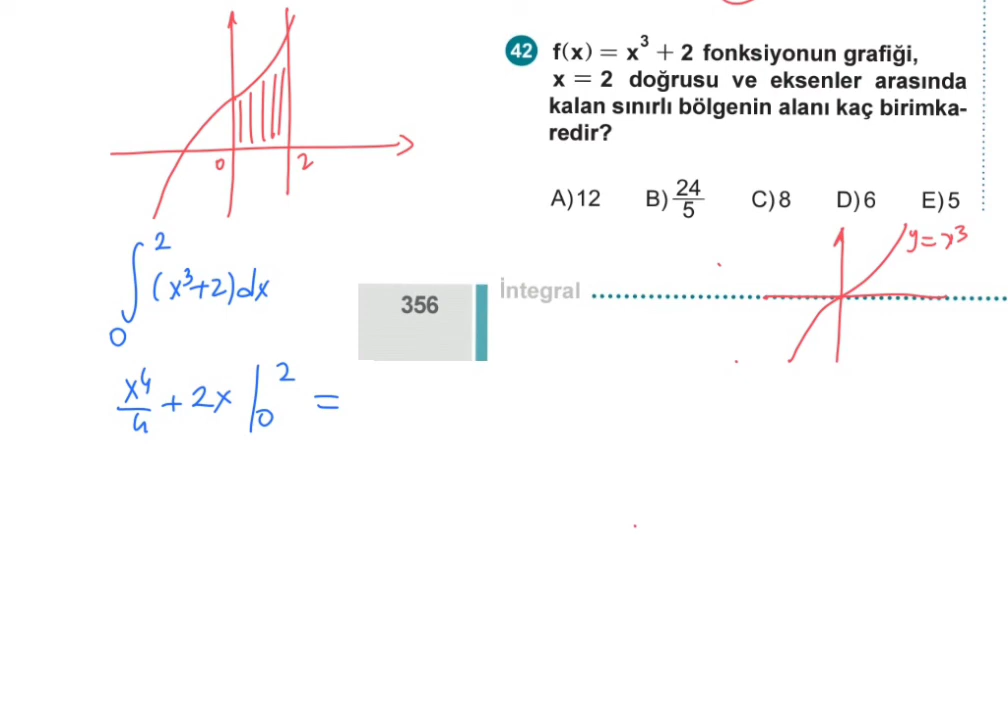 42 f(x) = x³ + 2 fonksiyonun grafiği,
x = 2 doğrusu ve eksenler arasında
kalan sınırlı bölgenin alanı kaç birimka-
redir?
A) 12 B) 24/5 C) 8 D) 6 E) 5
y = x³
0 2
∫₀² (x³+2)dx
x⁴/4 + 2x |₀² =
356
İntegral